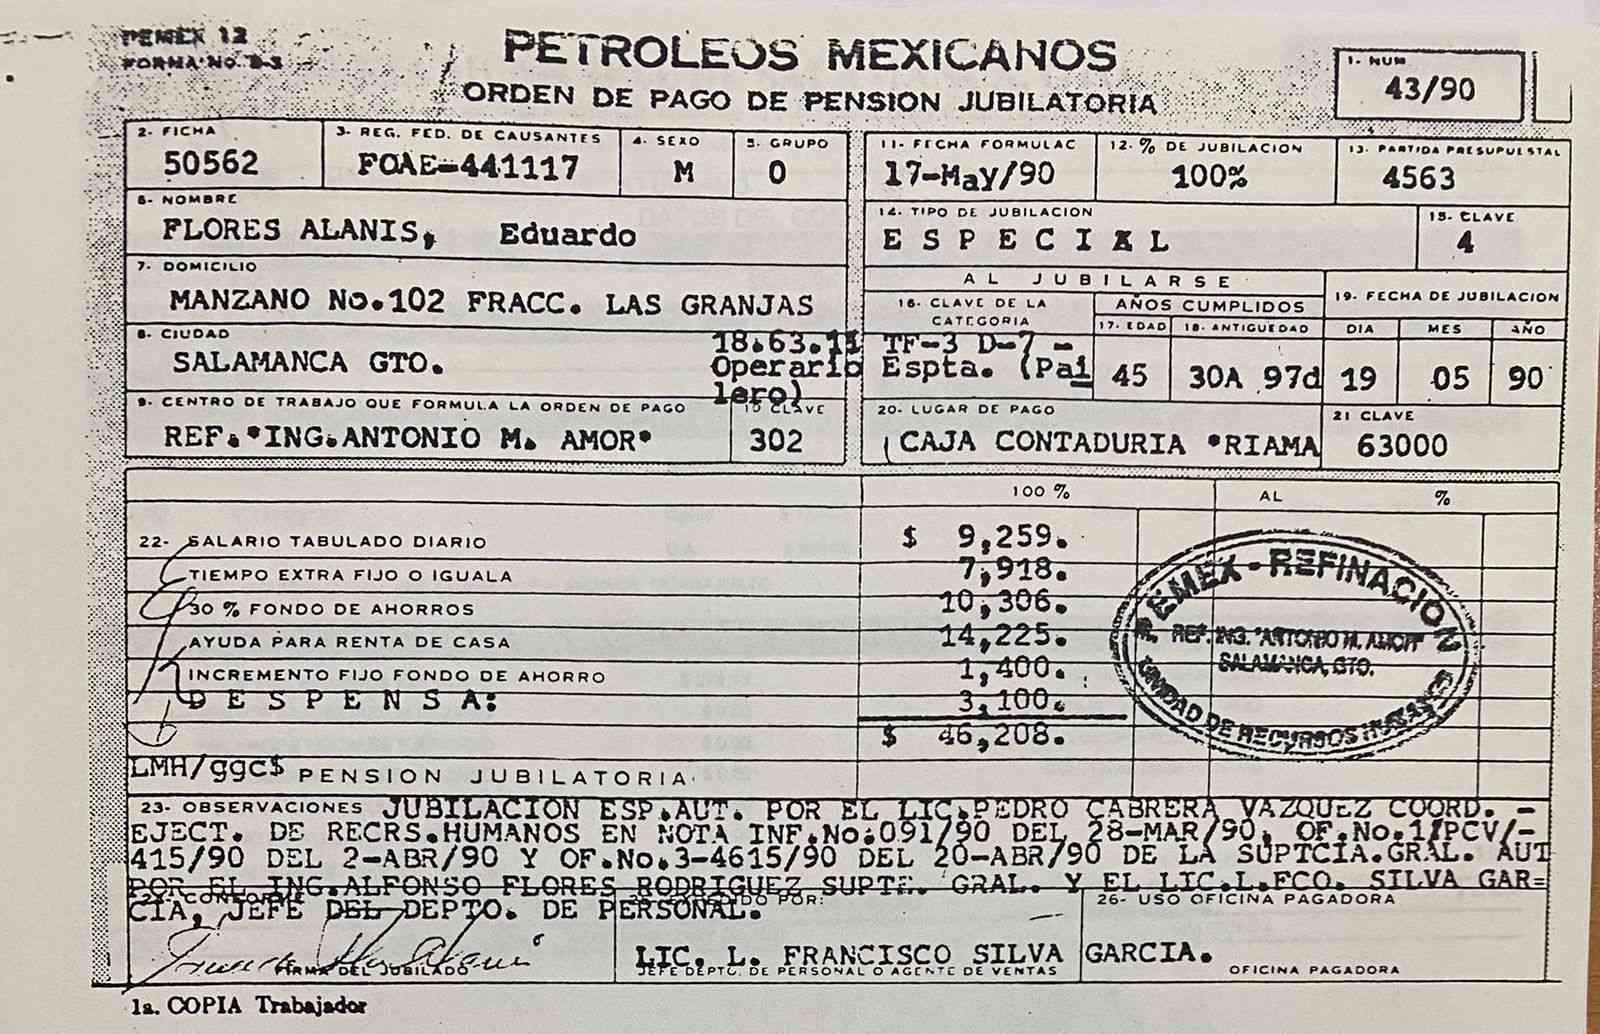 PEMEX 12
FORMA No. B-3
PETROLEOS MEXICANOS
ORDEN DE PAGO DE PENSION JUBILATORIA
1- NUM
43/90
2- FICHA
50562
3- REG. FED. DE CAUSANTES
FOAE-441117
4- SEXO
M
5- GRUPO
0
11- FECHA FORMULAC
17-May/90
12- % DE JUBILACION
100%
13- PARTIDA PRESUPUESTAL
4563
6- NOMBRE
FLORES ALANIS, Eduardo
14- TIPO DE JUBILACION
E S P E C I A L
15- CLAVE
4
7- DOMICILIO
MANZANO No.102 FRACC. LAS GRANJAS
AL JUBILARSE
16- CLAVE DE LA CATEGORIA
AÑOS CUMPLIDOS
17- EDAD
18- ANTIGUEDAD
19- FECHA DE JUBILACION
DIA
MES
AÑO
8- CIUDAD
SALAMANCA GTO.
18.63.11 TF-3 D-7 -
Operario Espta. (Pai
lero)
45
30A 97d
19
05
90
9- CENTRO DE TRABAJO QUE FORMULA LA ORDEN DE PAGO
REF. "ING.ANTONIO M. AMOR"
10 CLAVE
302
20- LUGAR DE PAGO
CAJA CONTADURIA "RIAMA
21 CLAVE
63000
100 %
AL %
22- SALARIO TABULADO DIARIO $ 9,259.
TIEMPO EXTRA FIJO O IGUALA 7,918.
30 % FONDO DE AHORROS 10,306.
AYUDA PARA RENTA DE CASA 14,225.
INCREMENTO FIJO FONDO DE AHORRO 1,400.
D E S P E N S A: 3,100.
$ 46,208.
PEMEX - REFINACION
R. REF. ING. "ANTONIO M. AMOR"
SALAMANCA, GTO.
UNIDAD DE RECURSOS HUMANOS
LMH/ggc$ PENSION JUBILATORIA
23- OBSERVACIONES JUBILACION ESP.AUT. POR EL LIC.PEDRO CABRERA VAZQUEZ COORD. -
EJECT. DE RECRS.HUMANOS EN NOTA INF.No.091/90 DEL 28-MAR/90, OF.No.1/PCV/-
415/90 DEL 2-ABR/90 Y OF.No.3-4615/90 DEL 20-ABR/90 DE LA SUPTCIA.GRAL. AUT
POR EL ING.ALFONSO FLORES RODRIGUEZ SUPTE. GRAL. Y EL LIC.L.FCO. SILVA GAR=
CIA, JEFE DEL DEPTO. DE PERSONAL.
24- CONFORME
FIRMA DEL JUBILADO
25- EXPEDIDO POR:
LIC. L. FRANCISCO SILVA GARCIA.
JEFE DEPTO. DE PERSONAL O AGENTE DE VENTAS
26- USO OFICINA PAGADORA
OFICINA PAGADORA
1a. COPIA Trabajador